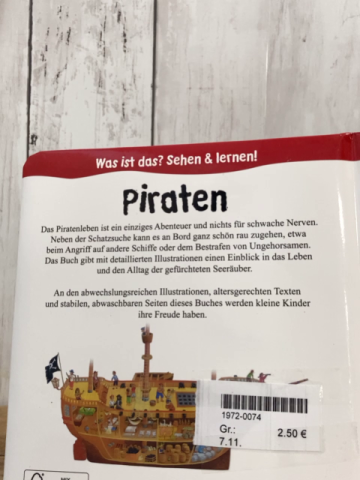 Was ist das? Sehen & lernen!
Piraten
Das Piratenleben ist ein einziges Abenteuer und nichts für schwache Nerven.
Neben der Schatzsuche kann es an Bord ganz schön rau zugehen, etwa
beim Angriff auf andere Schiffe oder dem Bestrafen von Ungehorsamen.
Das Buch gibt mit detaillierten Illustrationen einen Einblick in das Leben
und den Alltag der gefürchteten Seeräuber.
An den abwechslungsreichen Illustrationen, altersgerechten Texten
und stabilen, abwaschbaren Seiten dieses Buches werden kleine Kinder
ihre Freude haben.
1972-0074
Gr.:
7.11.
2.50 €